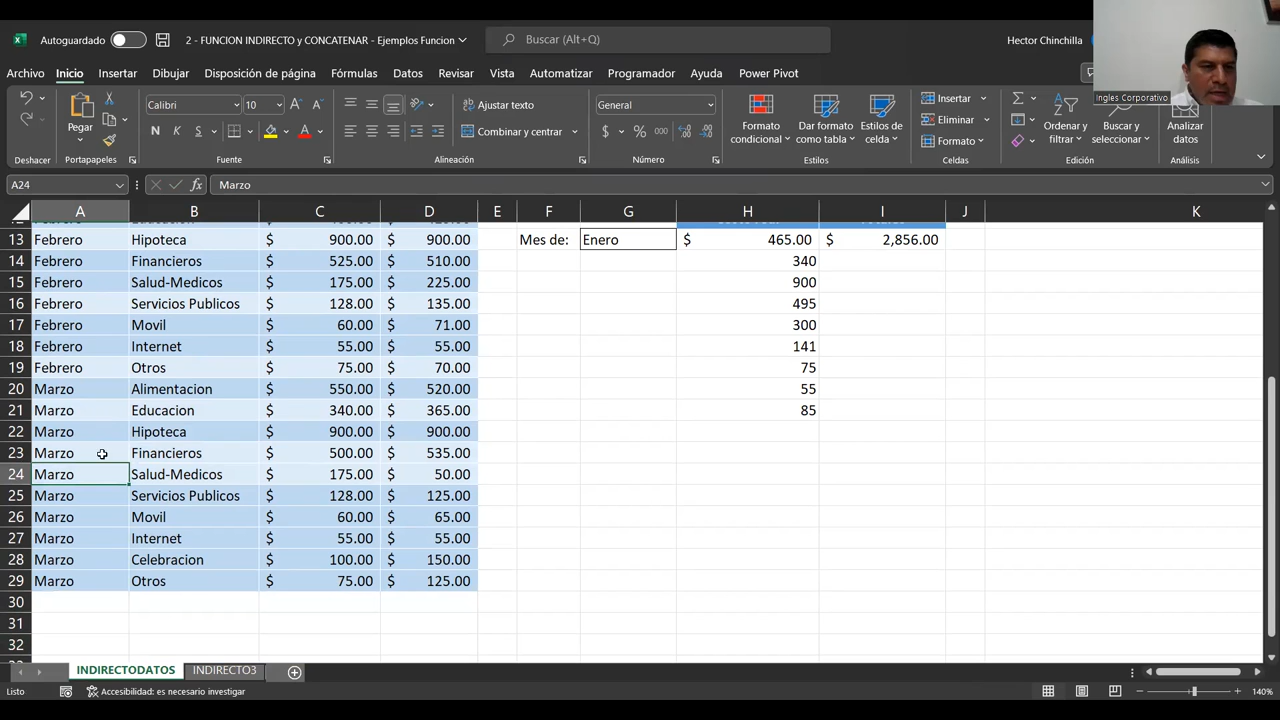 Autoguardado
2 - FUNCION INDIRECTO y CONCATENAR - Ejemplos Funcion
Buscar (Alt+Q)
Hector Chinchilla
Ingles Corporativo
Archivo Inicio Insertar Dibujar Disposición de página Fórmulas Datos Revisar Vista Automatizar Programador Ayuda Power Pivot
Pegar
Calibri 10
N K S
Ajustar texto
Combinar y centrar
General
$ % 000
Formato condicional
Dar formato como tabla
Estilos de celda
Insertar
Eliminar
Formato
Ordenar y filtrar
Buscar y seleccionar
Analizar datos
Deshacer Portapapeles Fuente Alineación Número Estilos Celdas Edición Análisis
A24 fx Marzo
A B C D E F G H I J K
13 Febrero Hipoteca $ 900.00 $ 900.00 Mes de: Enero $ 465.00 $ 2,856.00
14 Febrero Financieros $ 525.00 $ 510.00 340
15 Febrero Salud-Medicos $ 175.00 $ 225.00 900
16 Febrero Servicios Publicos $ 128.00 $ 135.00 495
17 Febrero Movil $ 60.00 $ 71.00 300
18 Febrero Internet $ 55.00 $ 55.00 141
19 Febrero Otros $ 75.00 $ 70.00 75
20 Marzo Alimentacion $ 550.00 $ 520.00 55
21 Marzo Educacion $ 340.00 $ 365.00 85
22 Marzo Hipoteca $ 900.00 $ 900.00
23 Marzo Financieros $ 500.00 $ 535.00
24 Marzo Salud-Medicos $ 175.00 $ 50.00
25 Marzo Servicios Publicos $ 128.00 $ 125.00
26 Marzo Movil $ 60.00 $ 65.00
27 Marzo Internet $ 55.00 $ 55.00
28 Marzo Celebracion $ 100.00 $ 150.00
29 Marzo Otros $ 75.00 $ 125.00
30
31
32
INDIRECTODATOS INDIRECTO3
Listo Accesibilidad: es necesario investigar 140%